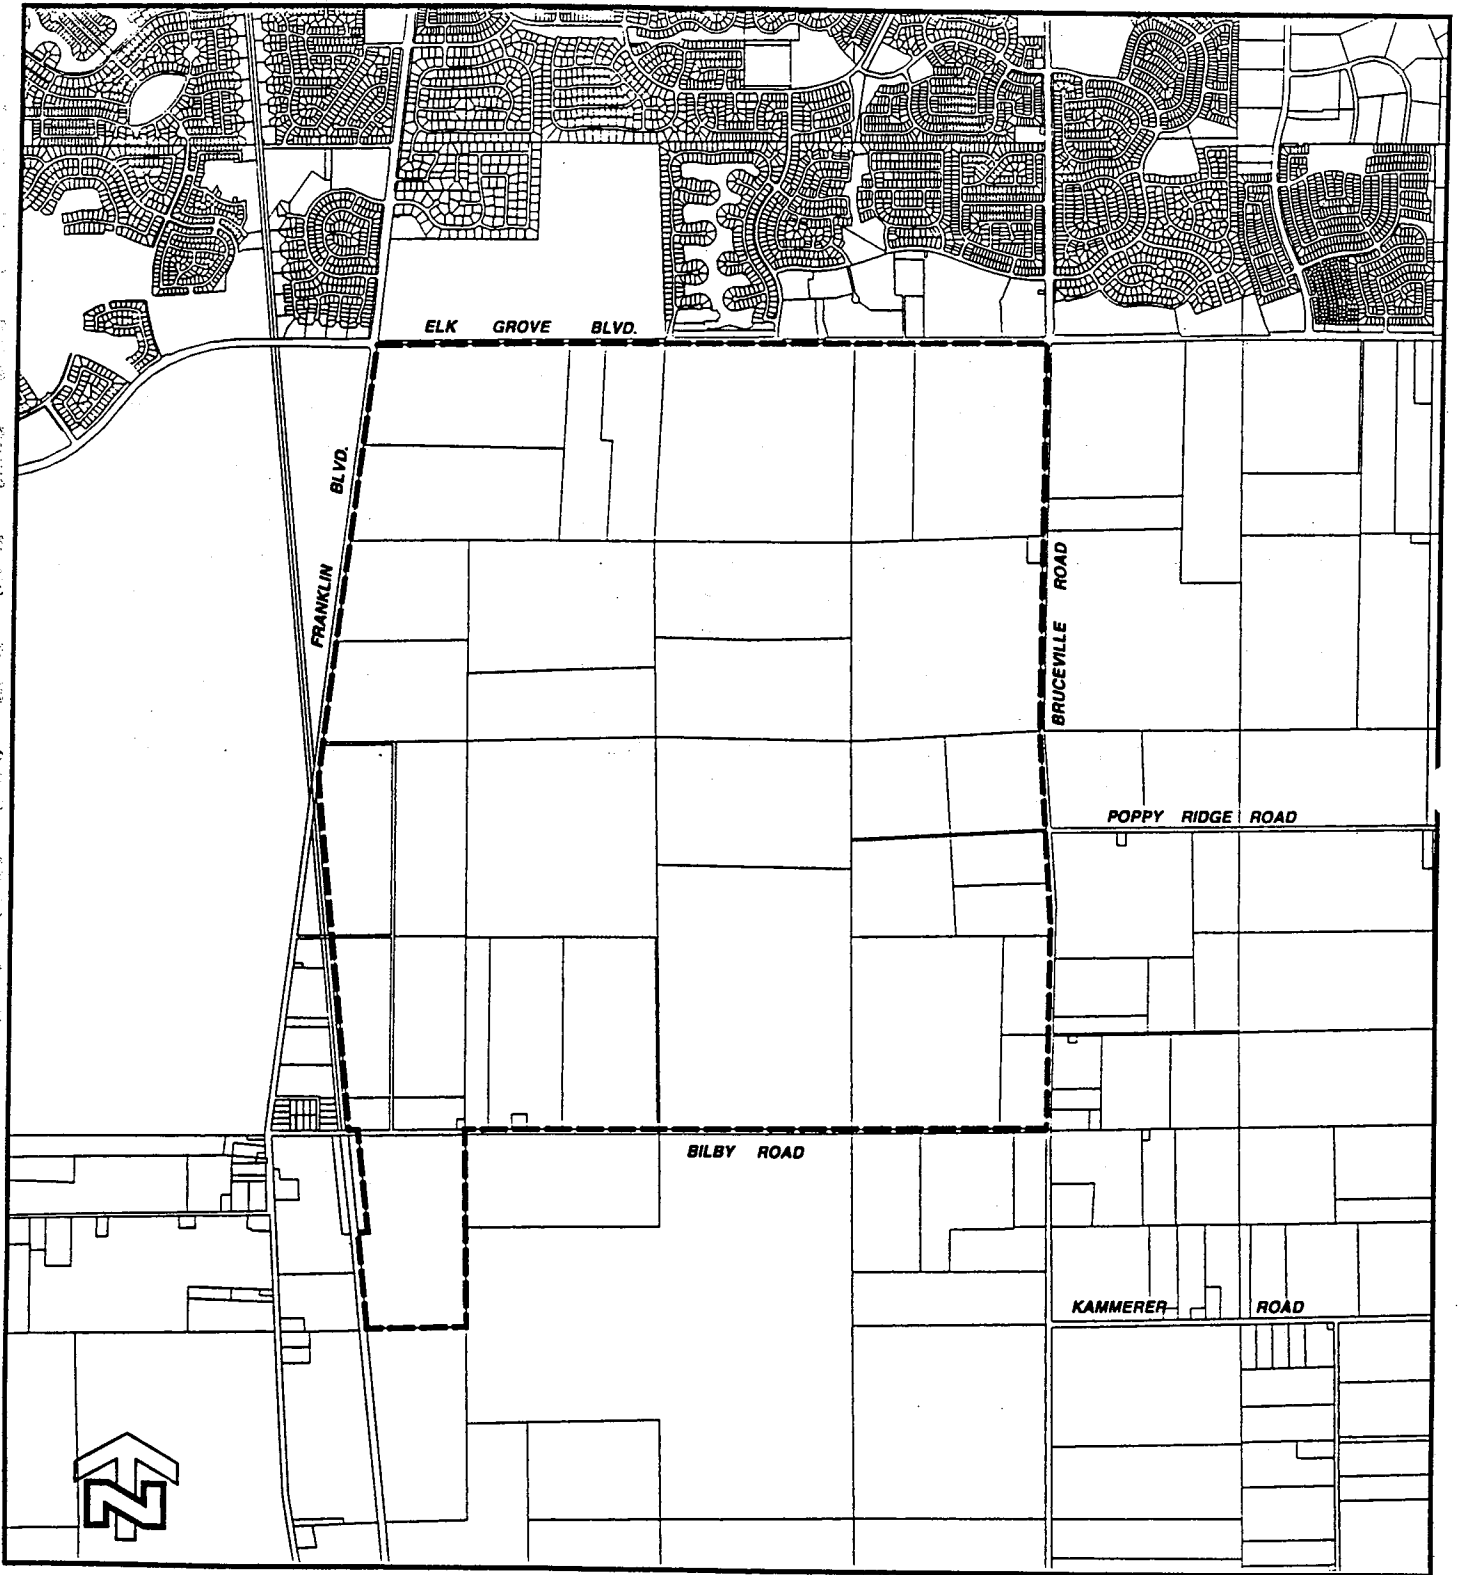 ELK GROVE BLVD.
FRANKLIN BLVD.
BRUCEVILLE ROAD
POPPY RIDGE ROAD
BILBY ROAD
KAMMERER ROAD
N